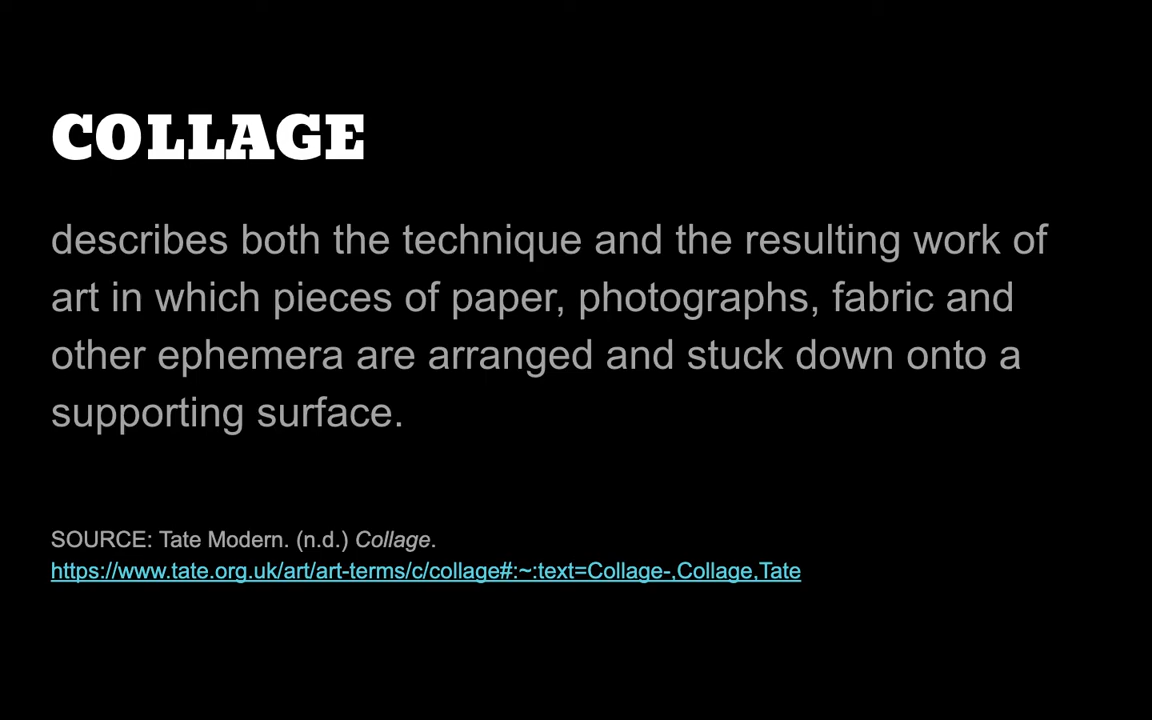 COLLAGE
describes both the technique and the resulting work of
art in which pieces of paper, photographs, fabric and
other ephemera are arranged and stuck down onto a
supporting surface.
SOURCE: Tate Modern. (n.d.) Collage.
https://www.tate.org.uk/art/art-terms/c/collage#:~:text=Collage-,Collage,Tate